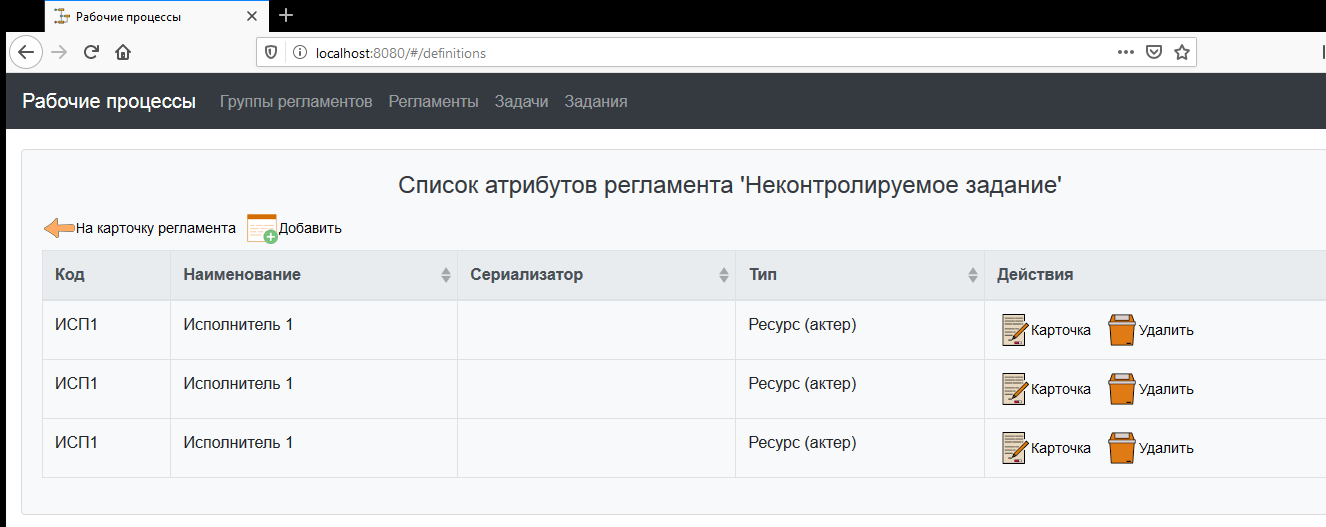 Рабочие процессы
localhost:8080/#/definitions
Рабочие процессы Группы регламентов Регламенты Задачи Задания
Список атрибутов регламента 'Неконтролируемое задание'
На карточку регламента Добавить
Код Наименование Сериализатор Тип Действия
ИСП1 Исполнитель 1 Ресурс (актер) Карточка Удалить
ИСП1 Исполнитель 1 Ресурс (актер) Карточка Удалить
ИСП1 Исполнитель 1 Ресурс (актер) Карточка Удалить